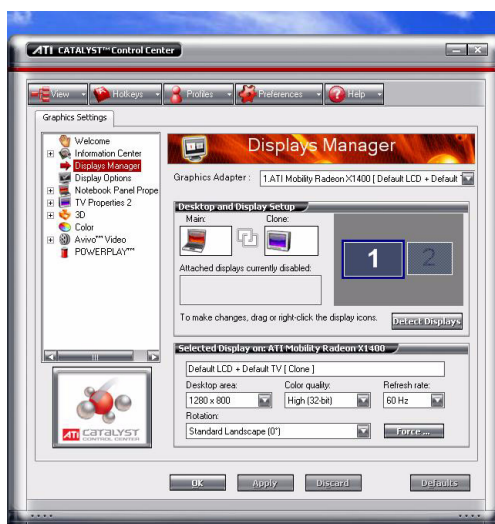 ATI CATALYST™ Control Center
View Hotkeys Profiles Preferences Help
Graphics Settings
Welcome
Information Center
Displays Manager
Display Options
Notebook Panel Prope
TV Properties 2
3D
Color
Avivo™ Video
POWERPLAY™
ATI CATALYST
CONTROL CENTER
Displays Manager
Graphics Adapter : 1.ATI Mobility Radeon X1400 [ Default LCD + Default T
Desktop and Display Setup
Main: Clone:
1 2
Attached displays currently disabled:
To make changes, drag or right-click the display icons. Detect Displays
Selected Display on: ATI Mobility Radeon X1400
Default LCD + Default TV [ Clone ]
Desktop area: Color quality: Refresh rate:
1280 x 800 High (32-bit) 60 Hz
Rotation:
Standard Landscape (0°) Force ...
OK Apply Discard Defaults